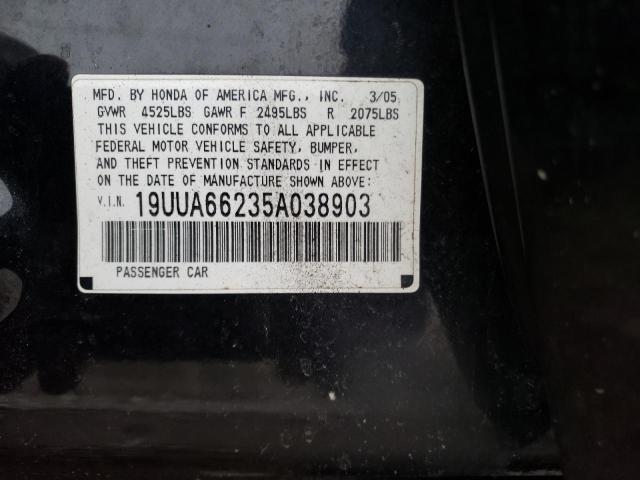 MFD. BY HONDA OF AMERICA MFG., INC. 3/05
GVWR 4525LBS GAWR F 2495LBS R 2075LBS
THIS VEHICLE CONFORMS TO ALL APPLICABLE
FEDERAL MOTOR VEHICLE SAFETY, BUMPER,
AND THEFT PREVENTION STANDARDS IN EFFECT
ON THE DATE OF MANUFACTURE SHOWN ABOVE:
V.I.N. 19UUA66235A038903
PASSENGER CAR